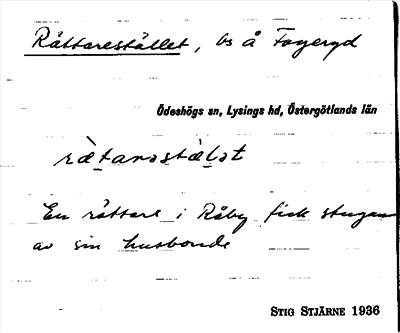 Råttarestället, bs å Fogeryd
Ödeshögs sn, Lysings hd, Östergötlands län
En råttare i Råby fick stugan
av sin husbonde
STIG STJÄRNE 1936